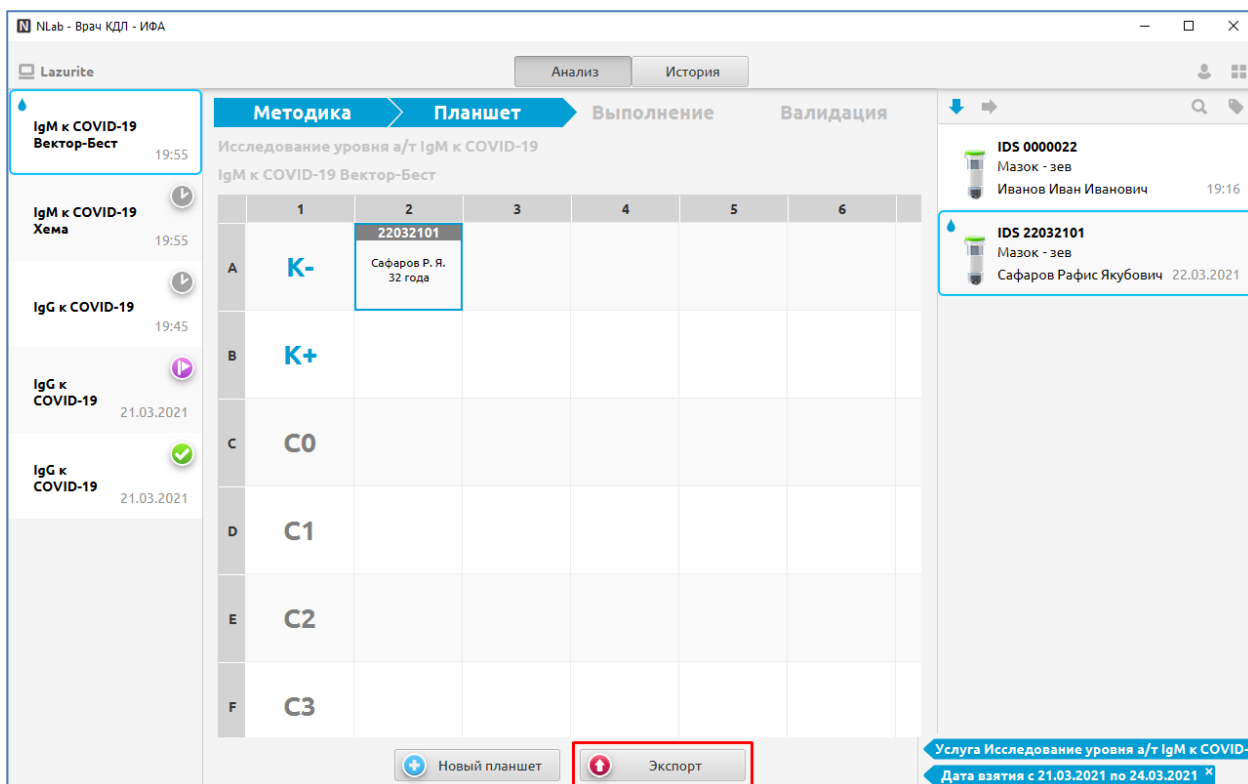 NLab - Врач КДЛ - ИФА
Lazurite
Анализ
История
IgM к COVID-19
Вектор-Бест
19:55
IgM к COVID-19
Хема
19:55
IgG к COVID-19
19:45
IgG к
COVID-19
21.03.2021
IgG к
COVID-19
21.03.2021
Методика
Планшет
Выполнение
Валидация
Исследование уровня а/т IgM к COVID-19
IgM к COVID-19 Вектор-Бест
1 2 3 4 5 6
22032101
A K- Сафаров Р. Я.
32 года
B K+
C C0
D C1
E C2
F C3
Новый планшет
Экспорт
IDS 0000022
Мазок - зев
Иванов Иван Иванович 19:16
IDS 22032101
Мазок - зев
Сафаров Рафис Якубович 22.03.2021
Услуга Исследование уровня а/т IgM к COVID-
Дата взятия с 21.03.2021 по 24.03.2021 ×